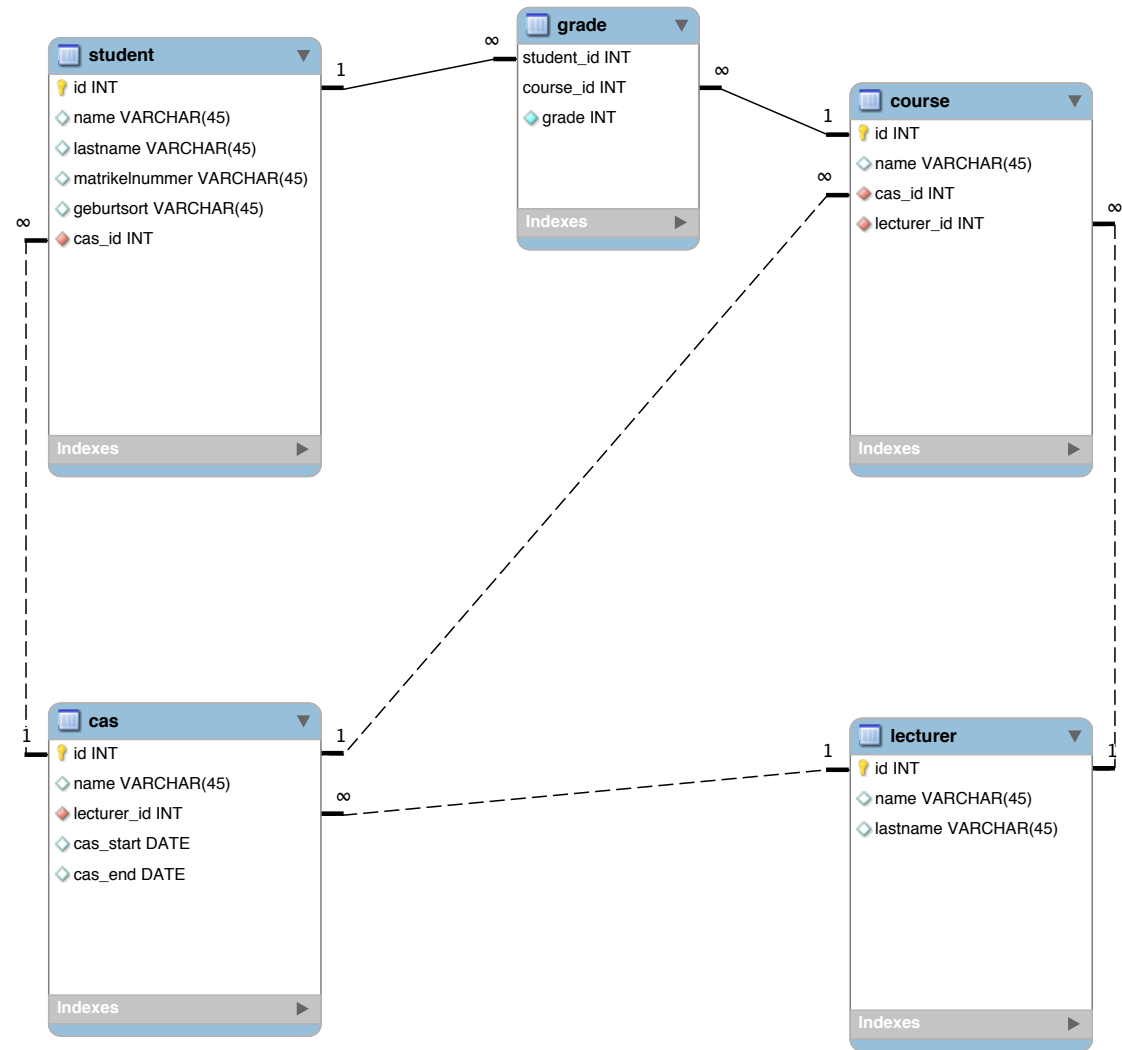 student
id INT
name VARCHAR(45)
lastname VARCHAR(45)
matrikelnummer VARCHAR(45)
geburtsort VARCHAR(45)
cas_id INT
Indexes
1
∞
∞
grade
student_id INT
course_id INT
grade INT
Indexes
∞
1
∞
course
id INT
name VARCHAR(45)
cas_id INT
lecturer_id INT
Indexes
∞
1
cas
id INT
name VARCHAR(45)
lecturer_id INT
cas_start DATE
cas_end DATE
Indexes
1
∞
1
lecturer
id INT
name VARCHAR(45)
lastname VARCHAR(45)
Indexes
1